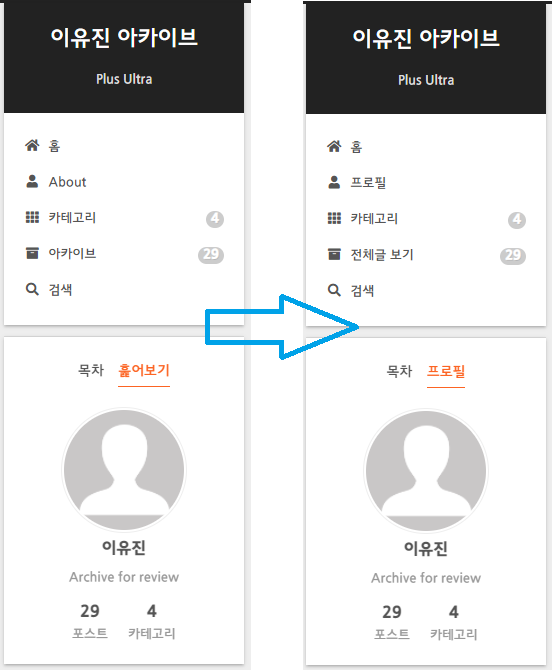 이유진 아카이브
Plus Ultra
홈
About
카테고리 4
아카이브 29
검색
목차 훑어보기
이유진
Archive for review
29 4
포스트 카테고리
이유진 아카이브
Plus Ultra
홈
프로필
카테고리 4
전체글 보기 29
검색
목차 프로필
이유진
Archive for review
29 4
포스트 카테고리